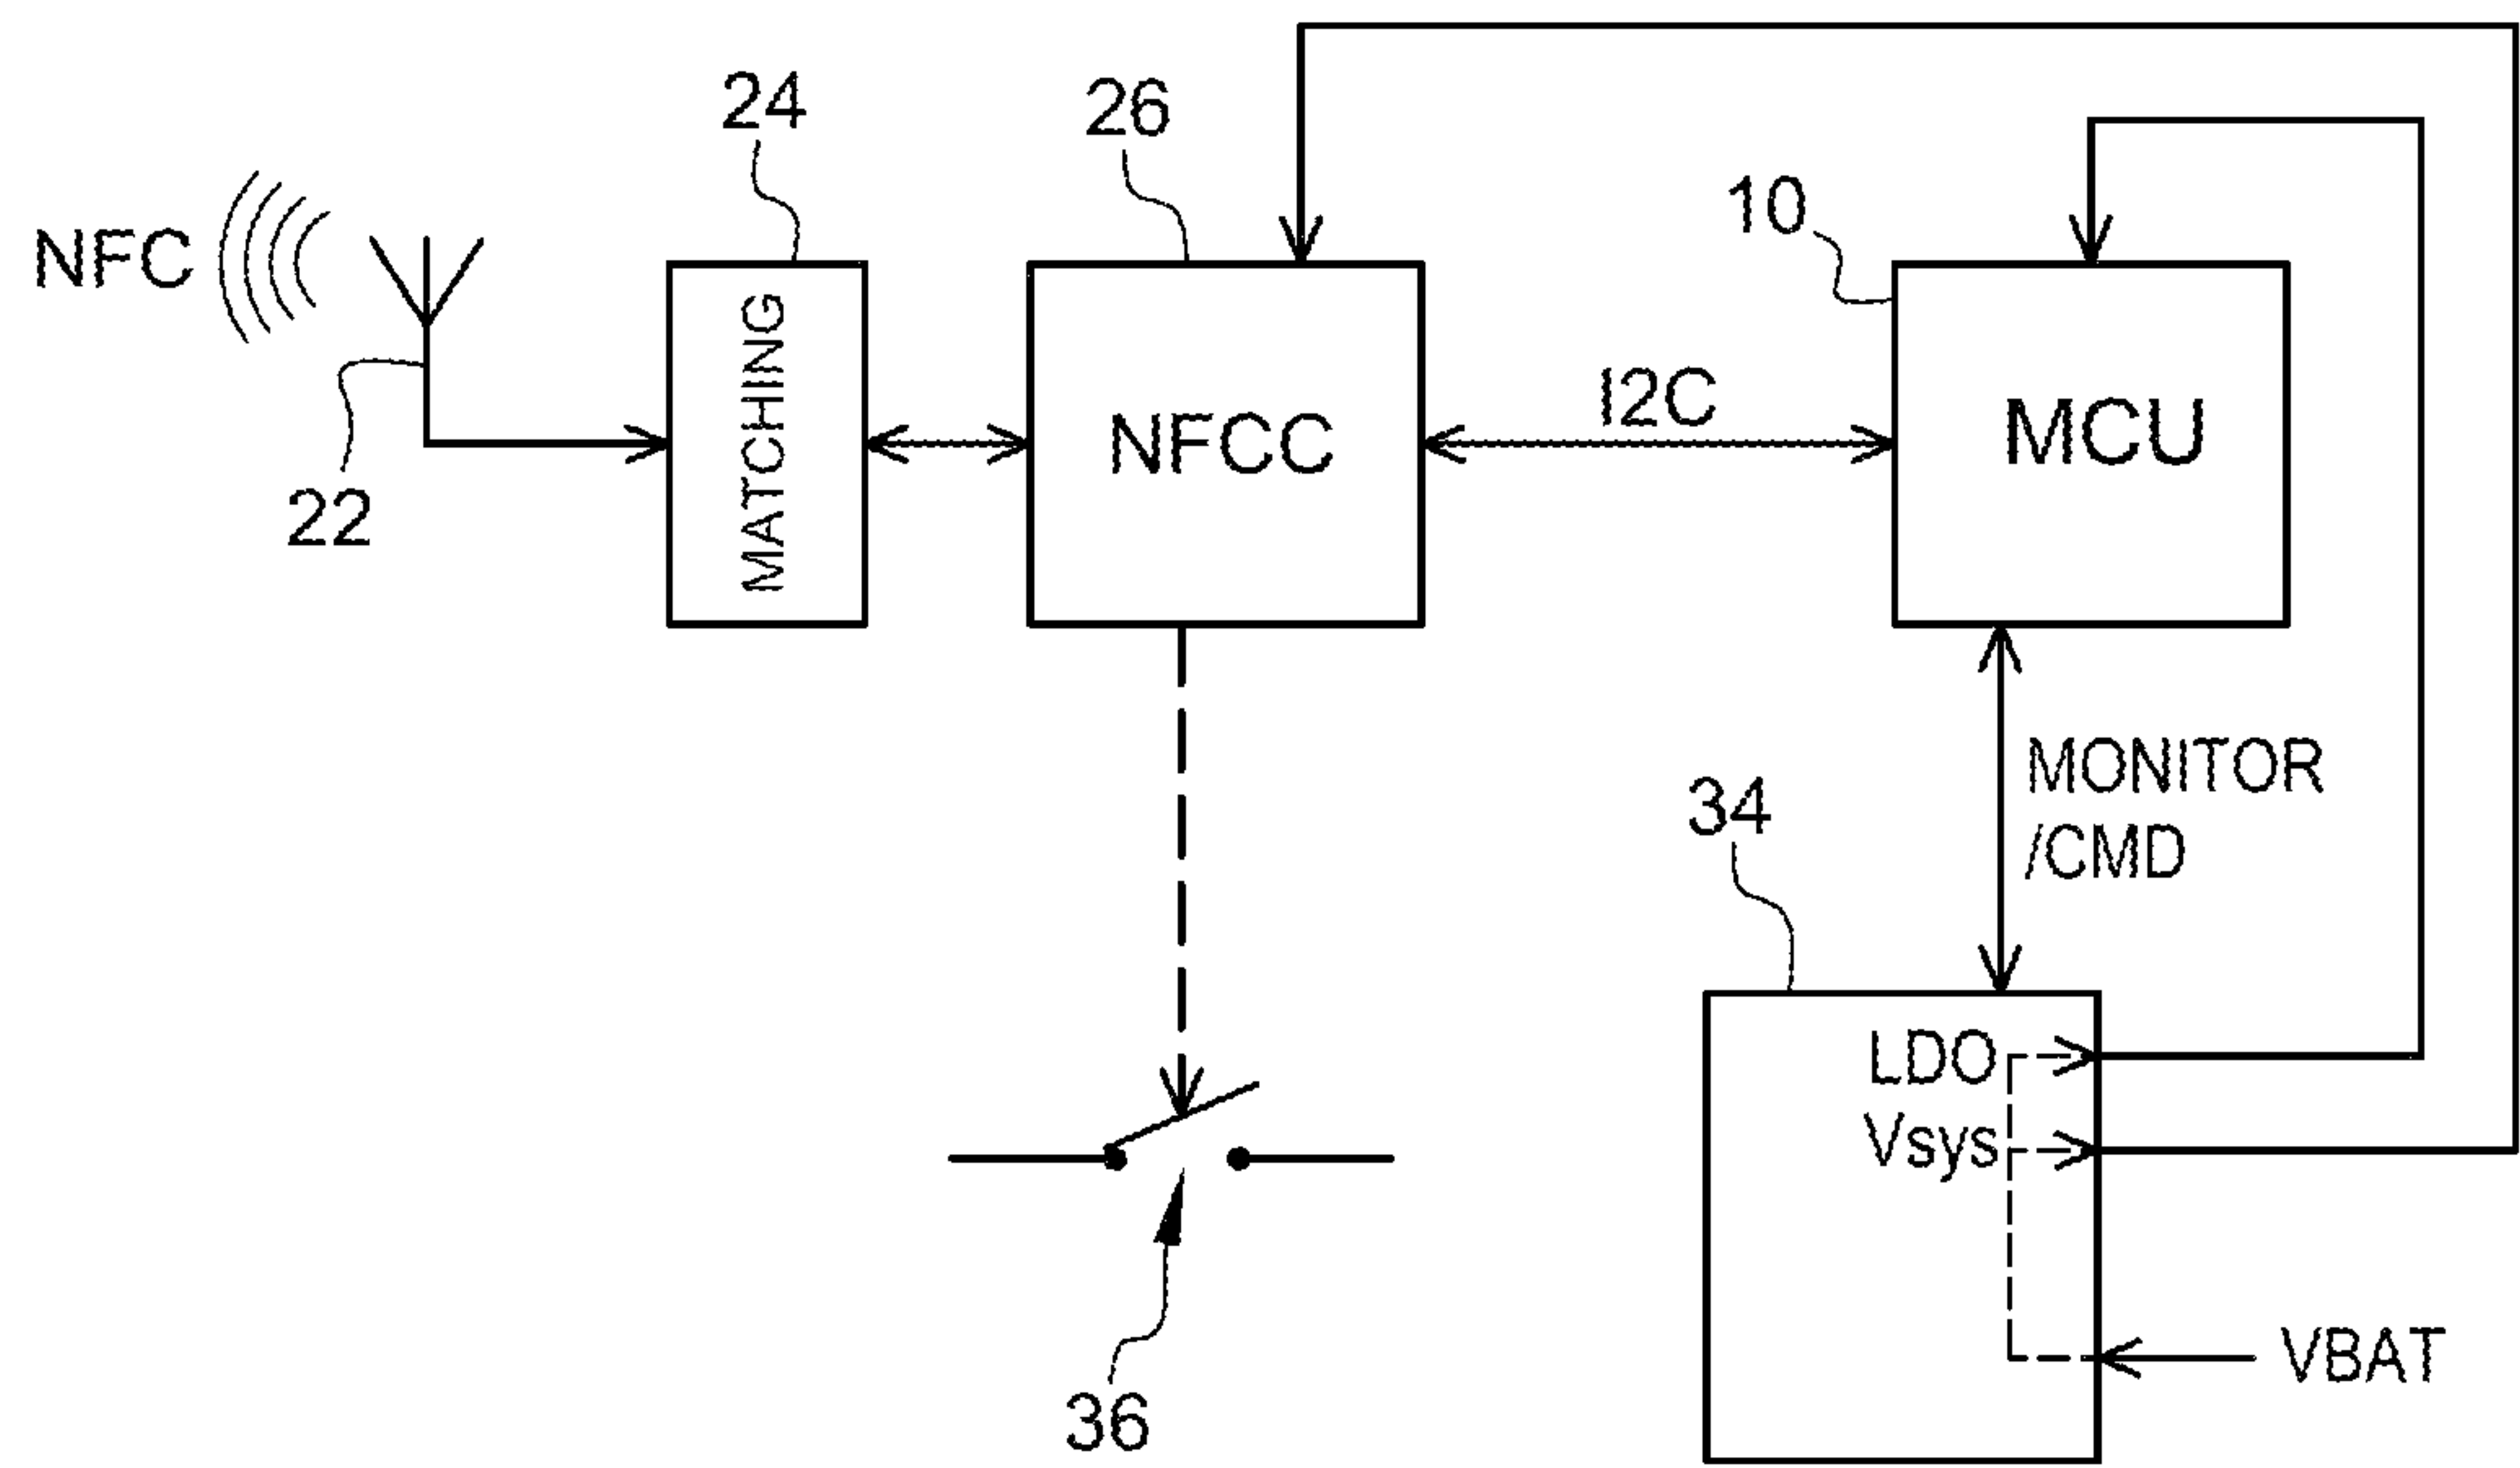 24
26
10
NFC
MATCHING
NFCC
I2C
MCU
22
MONITOR
/CMD
34
LDO
Vsys
VBAT
36